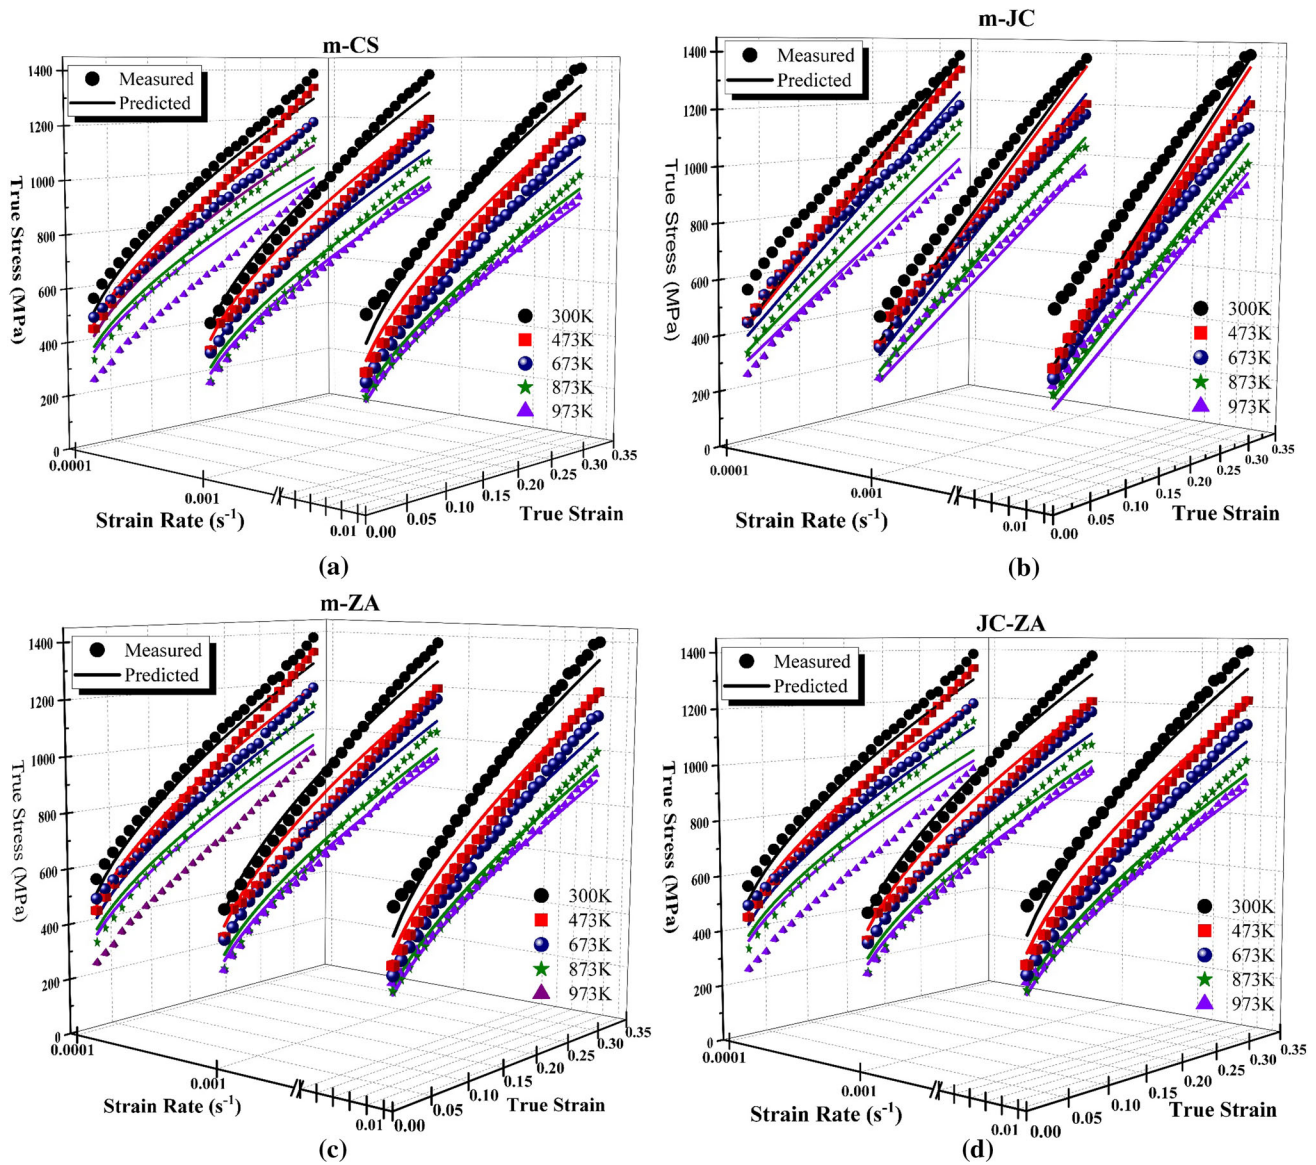 m-CS
Measured
Predicted
1400
1200
1000
800
600
400
200
0
True Stress (MPa)
300K
473K
673K
873K
973K
0.0001
0.001
0.01
Strain Rate (s⁻¹)
0.00
0.05
0.10
0.15
0.20
0.25
0.30
0.35
True Strain
(a)
m-JC
Measured
Predicted
1400
1200
1000
800
600
400
200
0
True Stress (MPa)
300K
473K
673K
873K
973K
0.0001
0.001
0.01
Strain Rate (s⁻¹)
0.00
0.05
0.10
0.15
0.20
0.25
0.30
0.35
True Strain
(b)
m-ZA
Measured
Predicted
1400
1200
1000
800
600
400
200
0
True Stress (MPa)
300K
473K
673K
873K
973K
0.0001
0.001
0.01
Strain Rate (s⁻¹)
0.00
0.05
0.10
0.15
0.20
0.25
0.30
0.35
True Strain
(c)
JC-ZA
Measured
Predicted
1400
1200
1000
800
600
400
200
0
True Stress (MPa)
300K
473K
673K
873K
973K
0.0001
0.001
0.01
Strain Rate (s⁻¹)
0.00
0.05
0.10
0.15
0.20
0.25
0.30
0.35
True Strain
(d)